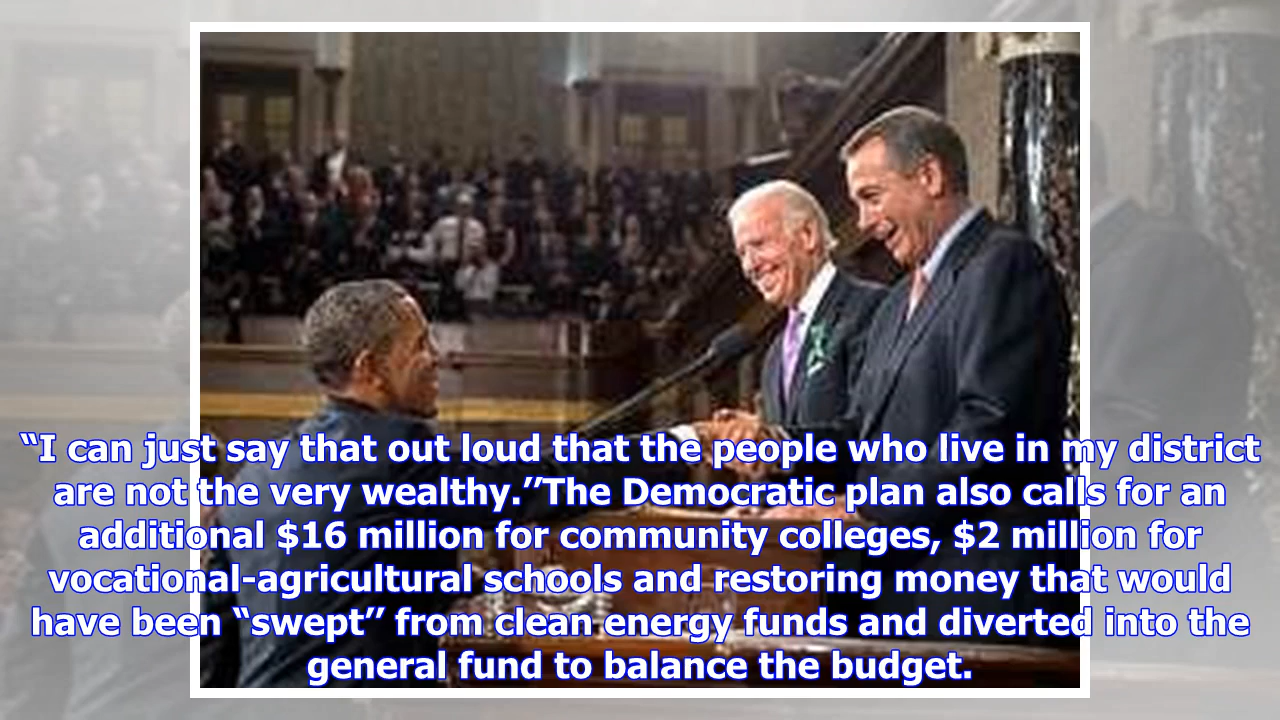 “I can just say that out loud that the people who live in my district
are not the very wealthy.”The Democratic plan also calls for an
additional $16 million for community colleges, $2 million for
vocational-agricultural schools and restoring money that would
have been “swept” from clean energy funds and diverted into the
general fund to balance the budget.